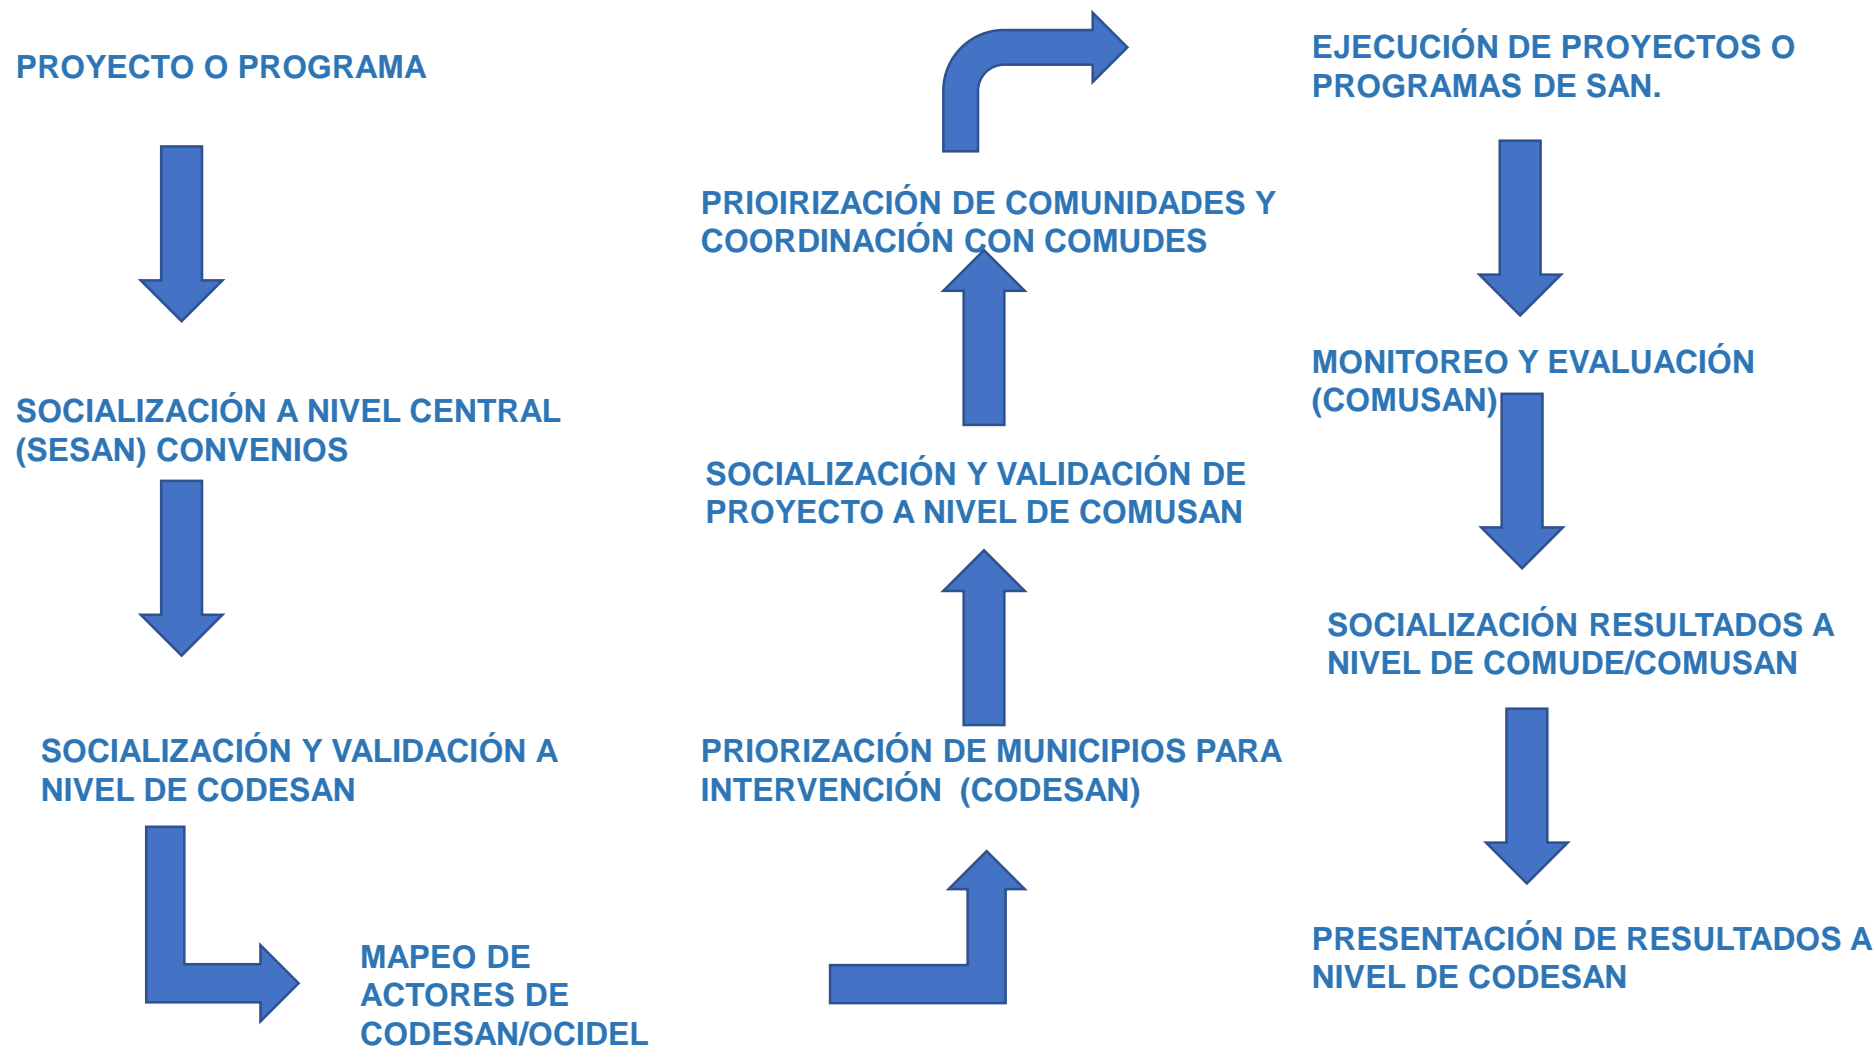 PROYECTO O PROGRAMA
SOCIALIZACIÓN A NIVEL CENTRAL
(SESAN) CONVENIOS
SOCIALIZACIÓN Y VALIDACIÓN A
NIVEL DE CODESAN
MAPEO DE
ACTORES DE
CODESAN/OCIDEL
PRIORIZACIÓN DE MUNICIPIOS PARA
INTERVENCIÓN  (CODESAN)
SOCIALIZACIÓN Y VALIDACIÓN DE
PROYECTO A NIVEL DE COMUSAN
PRIOIRIZACIÓN DE COMUNIDADES Y
COORDINACIÓN CON COMUDES
EJECUCIÓN DE PROYECTOS O
PROGRAMAS DE SAN.
MONITOREO Y EVALUACIÓN
(COMUSAN)
SOCIALIZACIÓN RESULTADOS A
NIVEL DE COMUDE/COMUSAN
PRESENTACIÓN DE RESULTADOS A
NIVEL DE CODESAN